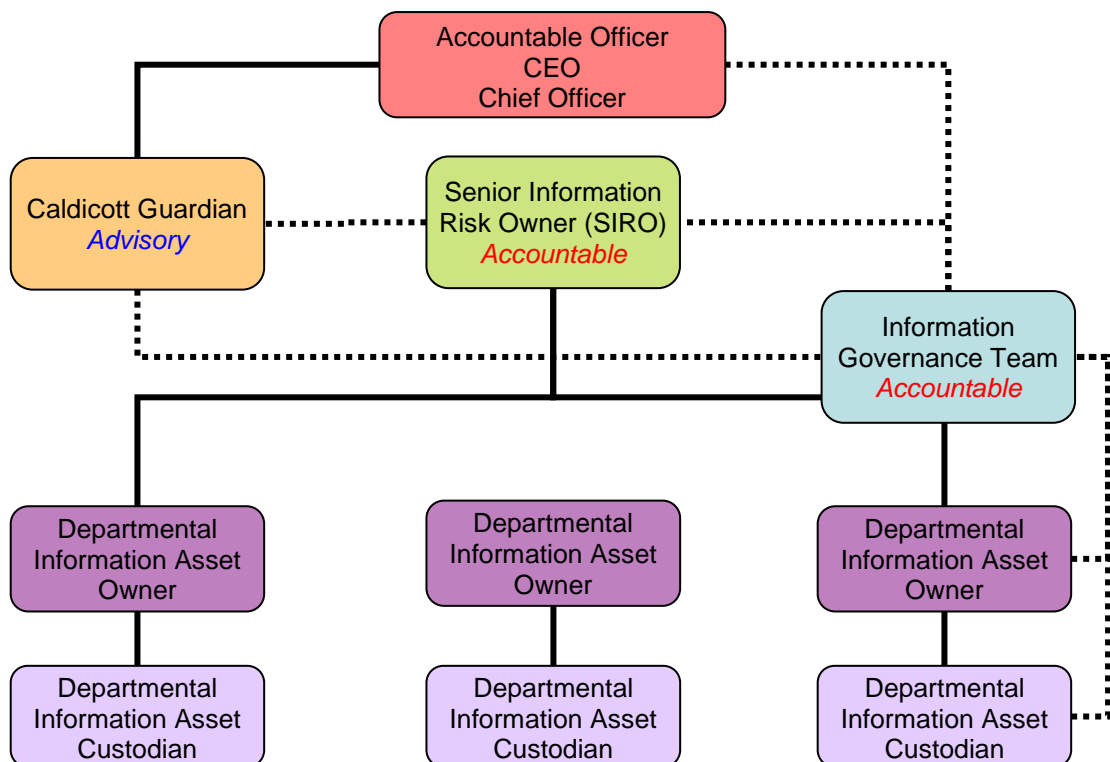 Accountable Officer
CEO
Chief Officer
Caldicott Guardian
Advisory
Senior Information
Risk Owner (SIRO)
Accountable
Information
Governance Team
Accountable
Departmental
Information Asset
Owner
Departmental
Information Asset
Owner
Departmental
Information Asset
Owner
Departmental
Information Asset
Custodian
Departmental
Information Asset
Custodian
Departmental
Information Asset
Custodian